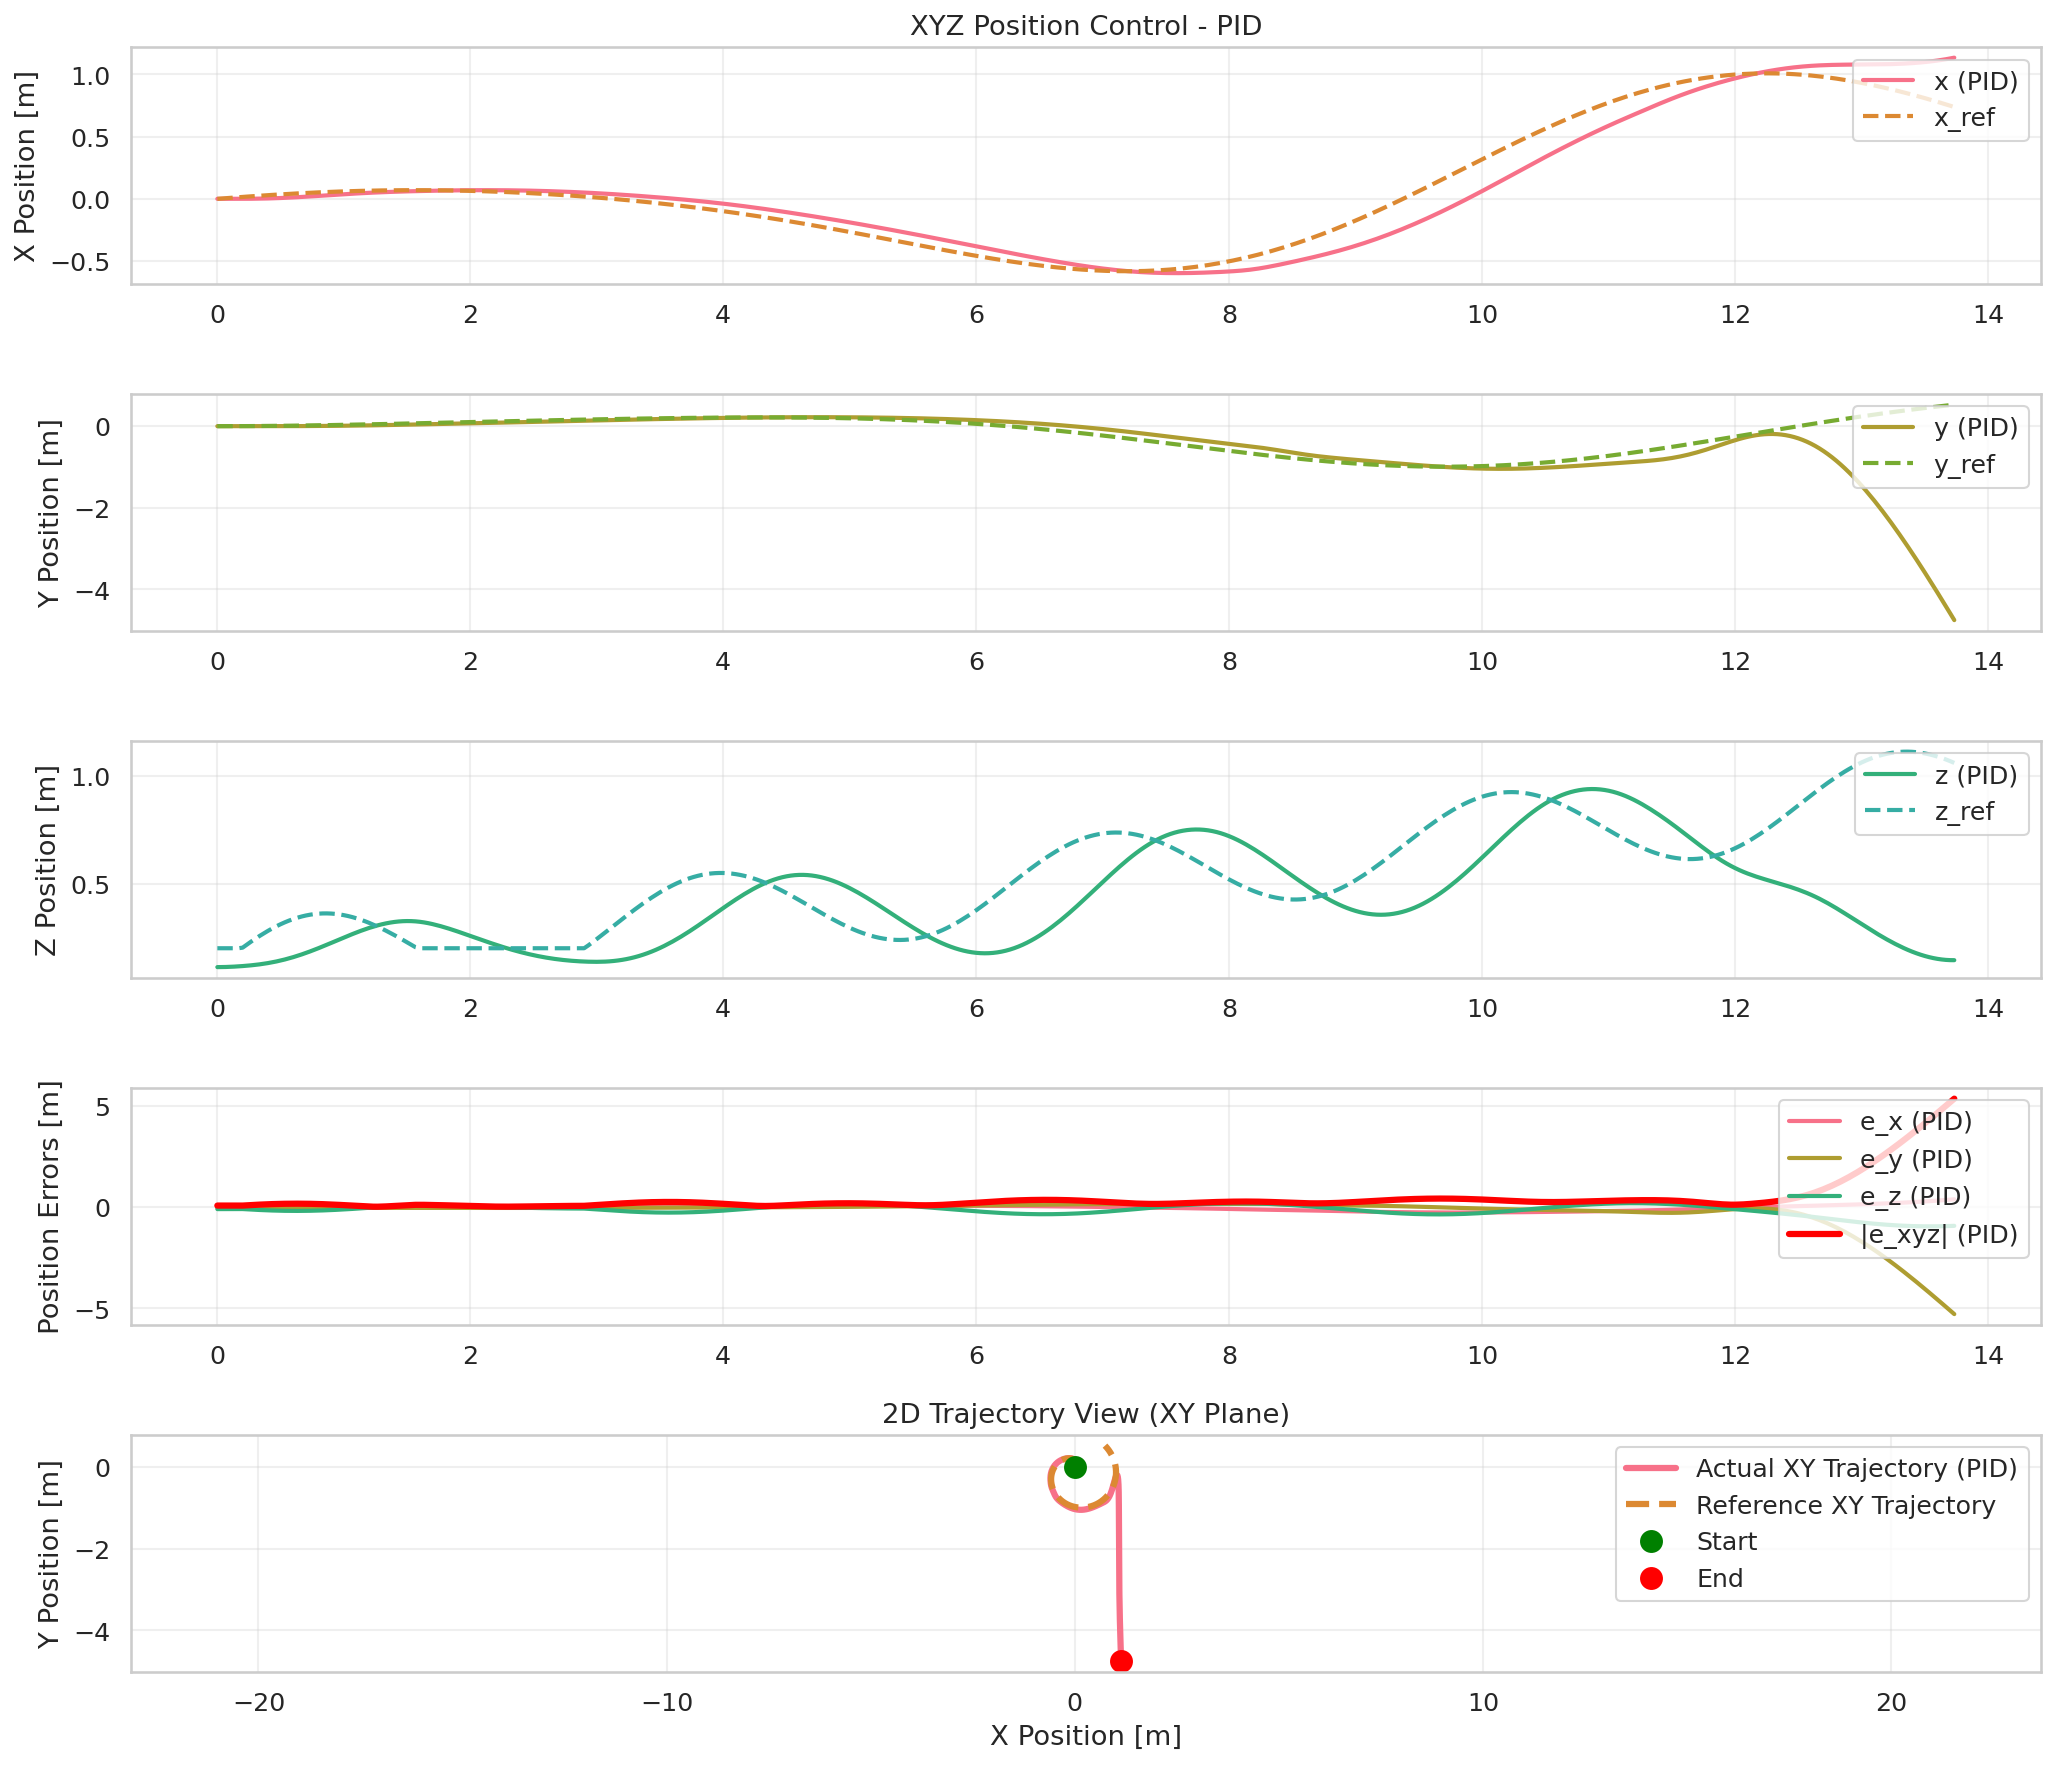 XYZ Position Control - PID
X Position [m]
1.0
0.5
0.0
−0.5
x (PID)
x_ref
0 2 4 6 8 10 12 14
Y Position [m]
0
−2
−4
y (PID)
y_ref
0 2 4 6 8 10 12 14
Z Position [m]
1.0
0.5
z (PID)
z_ref
0 2 4 6 8 10 12 14
Position Errors [m]
5
0
−5
e_x (PID)
e_y (PID)
e_z (PID)
|e_xyz| (PID)
0 2 4 6 8 10 12 14
2D Trajectory View (XY Plane)
Y Position [m]
0
−2
−4
Actual XY Trajectory (PID)
Reference XY Trajectory
Start
End
−20 −10 0 10 20
X Position [m]